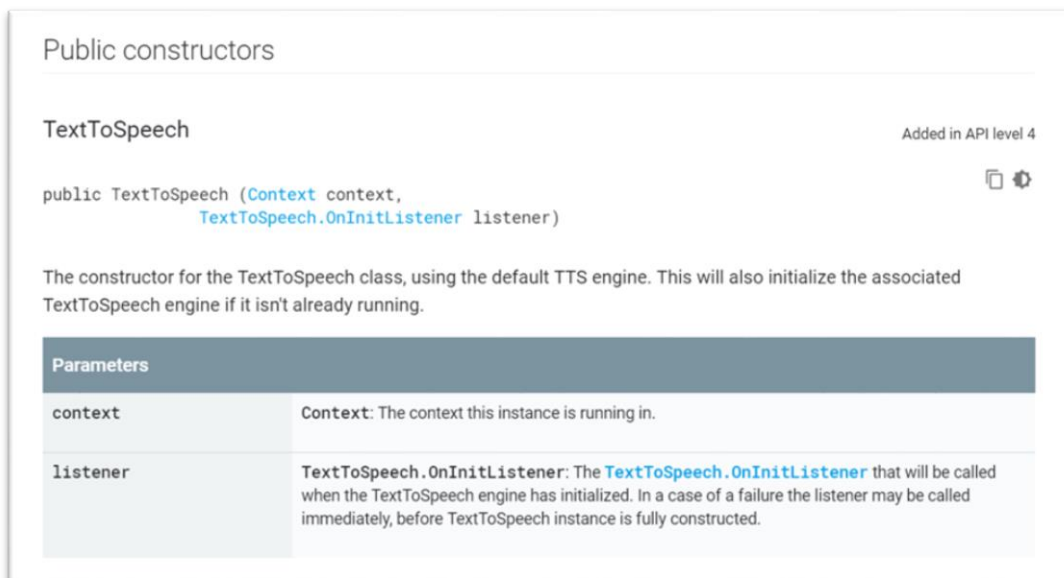 Public constructors
TextToSpeech
Added in API level 4
public TextToSpeech (Context context,
TextToSpeech.OnInitListener listener)
The constructor for the TextToSpeech class, using the default TTS engine. This will also initialize the associated
TextToSpeech engine if it isn't already running.
Parameters
context
Context: The context this instance is running in.
listener
TextToSpeech.OnInitListener: The TextToSpeech.OnInitListener that will be called
when the TextToSpeech engine has initialized. In a case of a failure the listener may be called
immediately, before TextToSpeech instance is fully constructed.